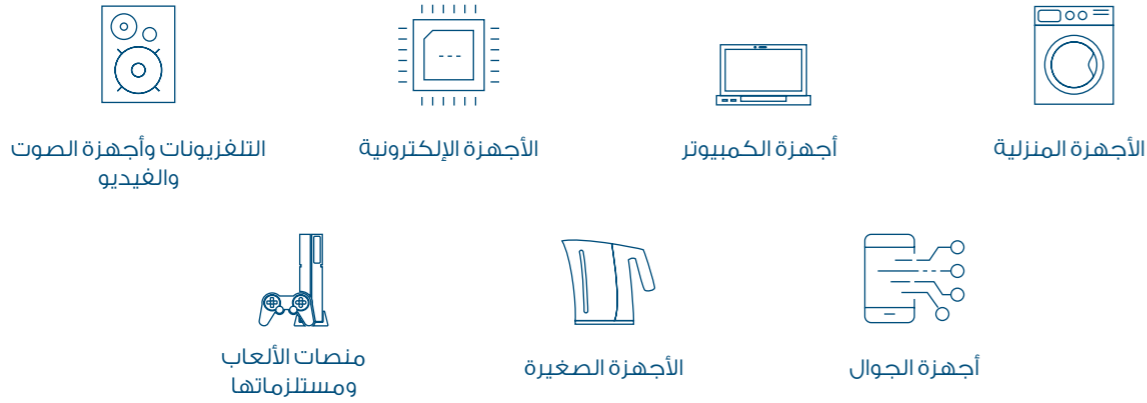 الأجهزة المنزلية
أجهزة الكمبيوتر
الأجهزة الإلكترونية
التلفزيونات وأجهزة الصوت
والفيديو
أجهزة الجوال
الأجهزة الصغيرة
منصات الألعاب
ومستلزماتها